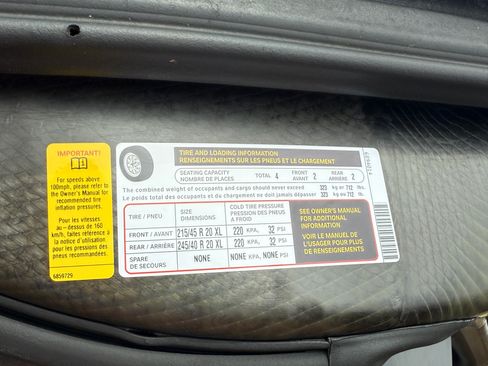 IMPORTANT!
For speeds above
100mph, please refer
to the Owner's Manual for
recommended
tire inflation
pressures.
Pour les vitesses
au-dessus de 160
km/h, faites référence à
la notice d'utilisation
pour les pressions des
pneus recommandées.
6859729
TIRE AND LOADING INFORMATION
RENSEIGNEMENTS SUR LES PNEUS ET LE CHARGEMENT
SEATING CAPACITY
NOMBRE DE PLACES
TOTAL 4
FRONT
AVANT 2
REAR
ARRIÈRE 2
The combined weight of occupants and cargo should never exceed 323 kg or 712 lbs.
Le poids total des occupants et du chargement ne doit jamais dépasser 323 kg ou 712 lb.
TIRE / PNEU
SIZE
DIMENSIONS
COLD TIRE PRESSURE
PRESSION DES PNEUS
A FROID
FRONT / AVANT 215/45 R 20 XL 220 KPA, 32 PSI
REAR / ARRIÈRE 245/40 R 20 XL 220 KPA, 32 PSI
SPARE
DE SECOURS
NONE NONE KPA, NONE PSI
SEE OWNER'S MANUAL
FOR ADDITIONAL
INFORMATION
VOIR LE MANUEL DE
L'USAGER POUR PLUS
DE RENSEIGNEMENTS